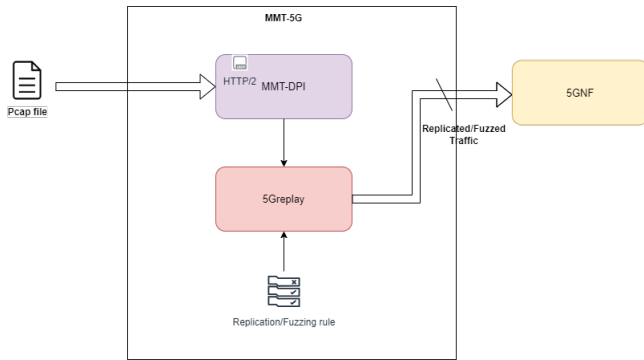 MMT-5G
HTTP/2
MMT-DPI
5GNF
Pcap file
Replicated/Fuzzed
Traffic
5Greplay
Replication/Fuzzing rule